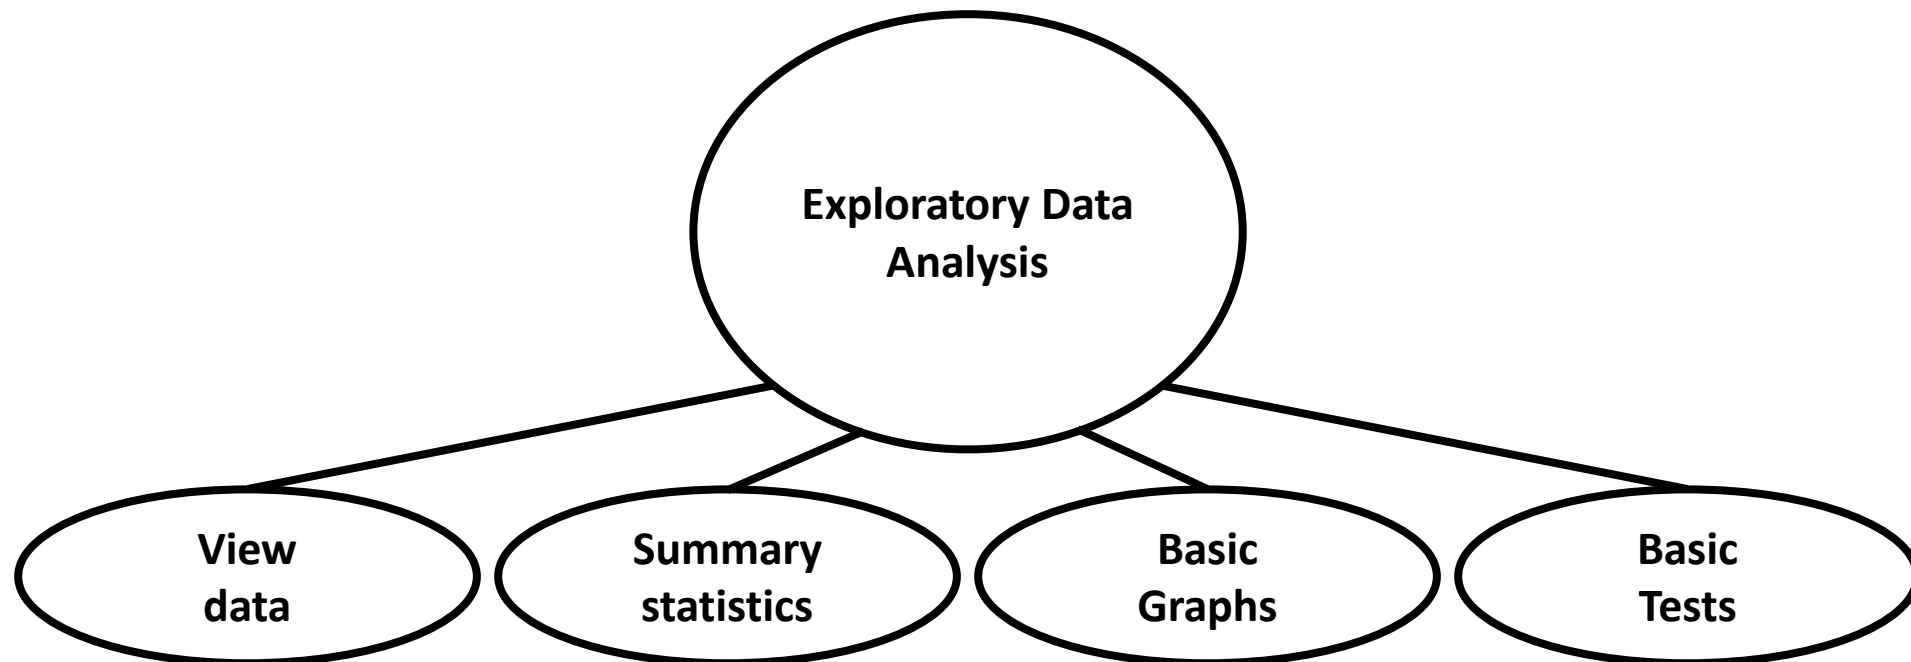 Exploratory Data
Analysis
View
data
Summary
statistics
Basic
Graphs
Basic
Tests